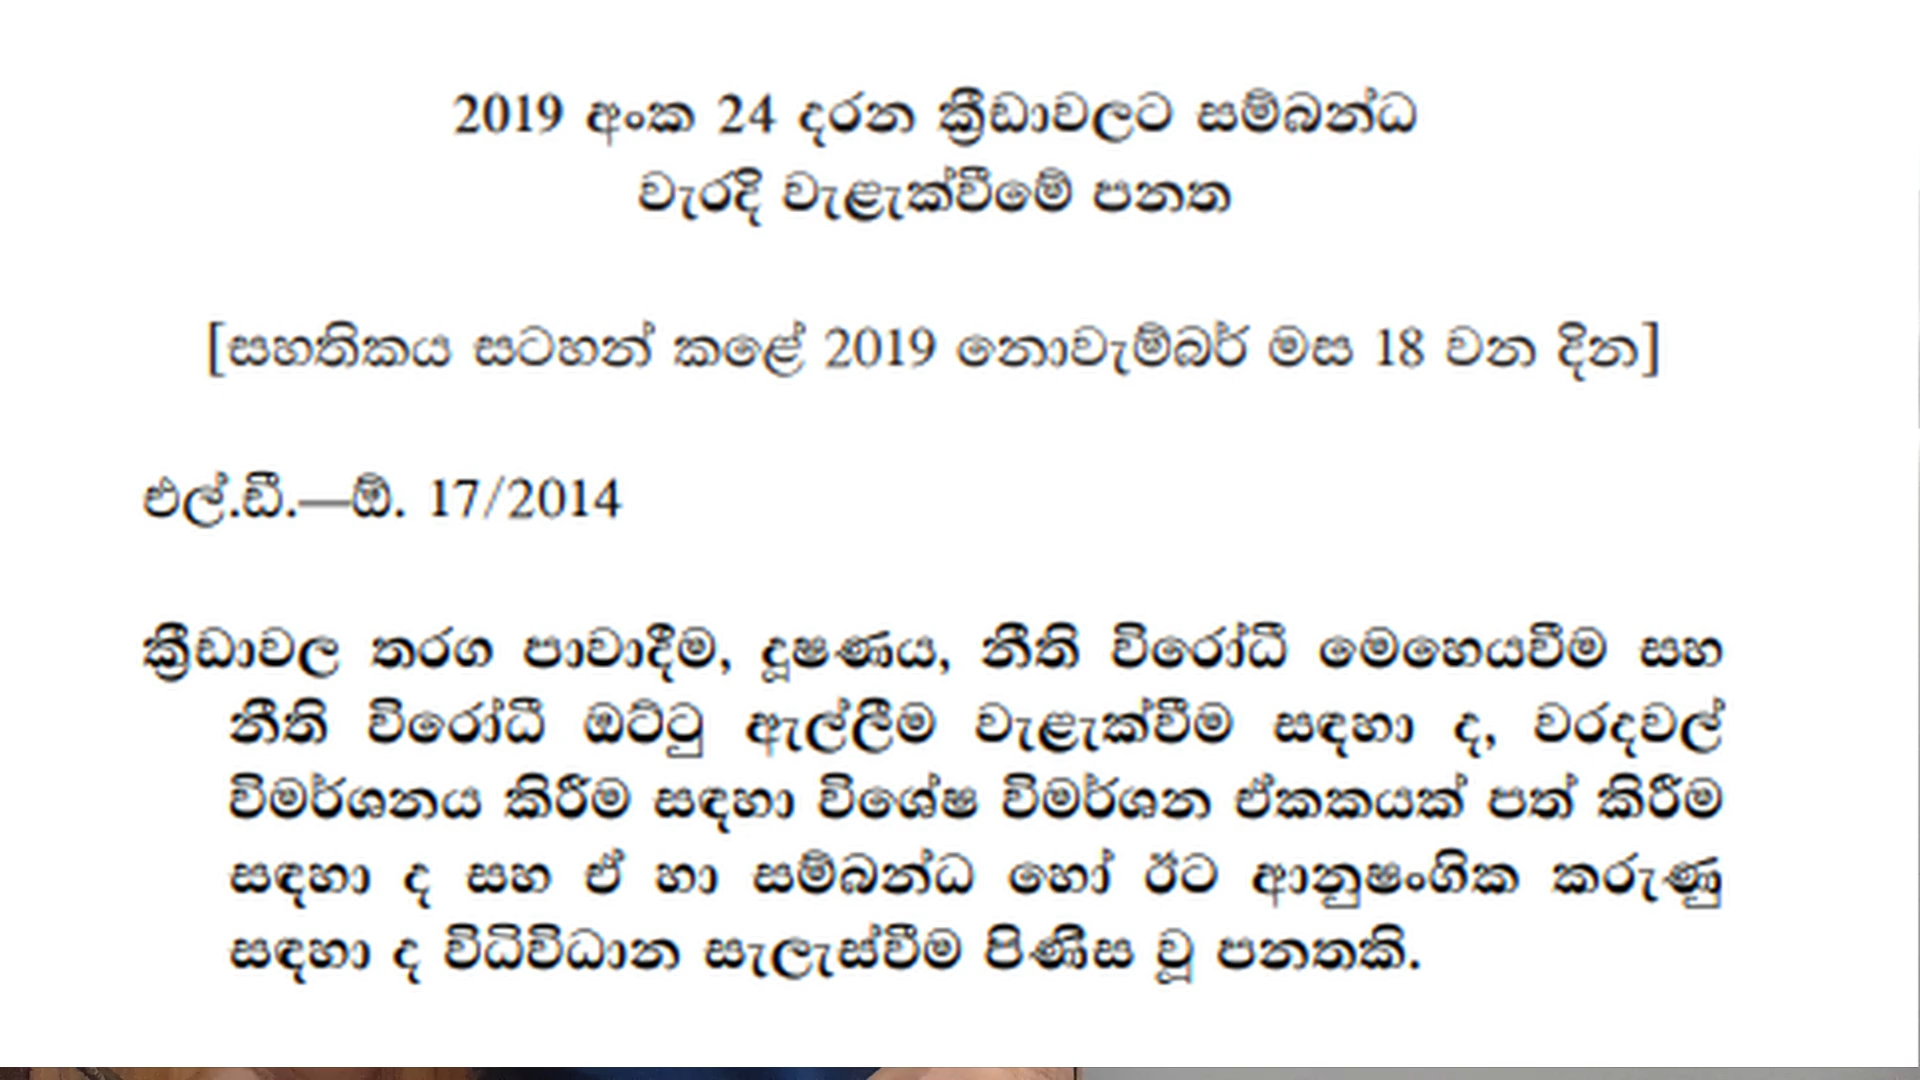 2019 අංක 24 දරන ක්‍රීඩාවලට සම්බන්ධ
වැරදි වැළැක්වීමේ පනත
[සහතිකය සටහන් කළේ 2019 නොවැම්බර් මස 18 වන දින]
එල්.ඩී.—ඕ. 17/2014
ක්‍රීඩාවල තරග පාවාදීම, දූෂණය, නීති විරෝධී මෙහෙයවීම සහ
නීති විරෝධී ඔට්ටු ඇල්ලීම වැළැක්වීම සඳහා ද, වරදවල්
විමර්ශනය කිරීම සඳහා විශේෂ විමර්ශන ඒකකයක් පත් කිරීම
සඳහා ද සහ ඒ හා සම්බන්ධ හෝ ඊට ආනුෂංගික කරුණු
සඳහා ද විධිවිධාන සැලැස්වීම පිණිස වූ පනතකි.